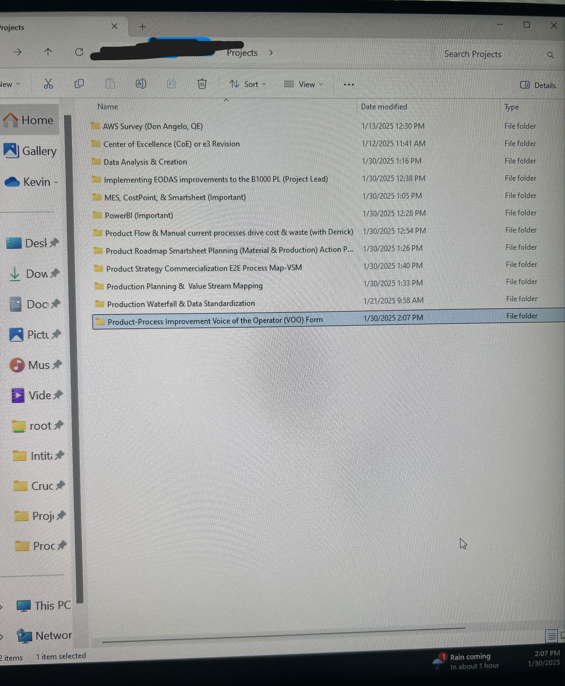 Projects
Projects
Search Projects
Sort
View
Details
Name Date modified Type
AWS Survey (Don Angelo, QE) 1/13/2025 12:30 PM File folder
Center of Excellence (CoE) or e3 Revision 1/12/2025 11:41 AM File folder
Data Analysis & Creation 1/30/2025 1:16 PM File folder
Implementing EODAS improvements to the B1000 PL (Project Lead) 1/30/2025 12:38 PM File folder
MES, CostPoint, & Smartsheet (Important) 1/30/2025 1:05 PM File folder
PowerBI (Important) 1/30/2025 12:28 PM File folder
Product Flow & Manual current processes drive cost & waste (with Derrick) 1/30/2025 12:54 PM File folder
Product Roadmap Smartsheet Planning (Material & Production) Action P... 1/30/2025 1:26 PM File folder
Product Strategy Commercialization E2E Process Map-VSM 1/30/2025 1:40 PM File folder
Production Planning & Value Stream Mapping 1/30/2025 1:33 PM File folder
Production Waterfall & Data Standardization 1/21/2025 9:58 AM File folder
Product-Process Improvement Voice of the Operator (VOO) Form 1/30/2025 2:07 PM File folder
Home
Gallery
Kevin -
Desl
Dow
Doc
Pictu
Mus
Vide
root
Intiti
Cruc
Proj
Proc
This PC
Networ
items 1 item selected
1
Rain coming
In about 1 hour
2:07 PM
1/30/2025